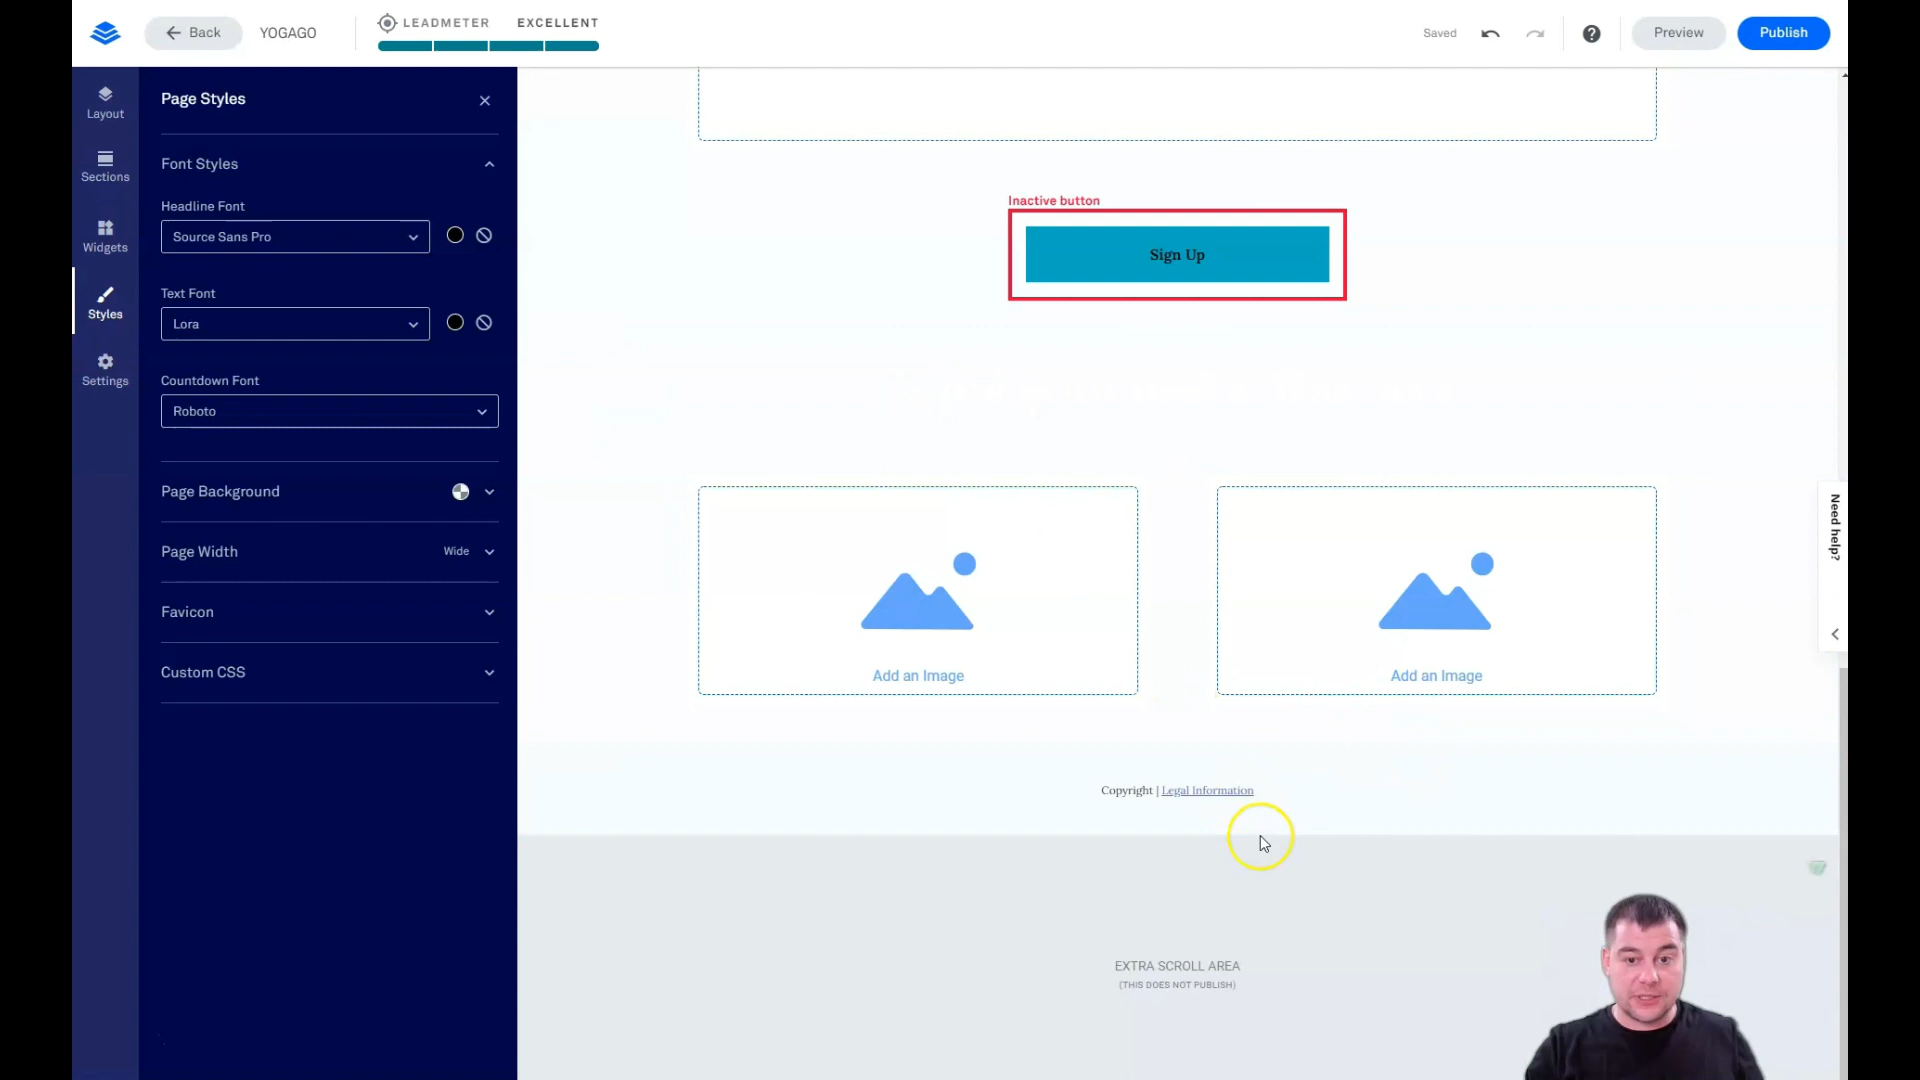 Back
YOGAGO
LEADMETER EXCELLENT
Saved
Preview
Publish
Layout
Sections
Widgets
Styles
Settings
Page Styles
Font Styles
Headline Font
Source Sans Pro
Text Font
Lora
Countdown Font
Roboto
Page Background
Page Width Wide
Favicon
Custom CSS
Inactive button
Sign Up
Add an Image
Add an Image
Copyright | Legal Information
EXTRA SCROLL AREA
(THIS DOES NOT PUBLISH)
Need help?